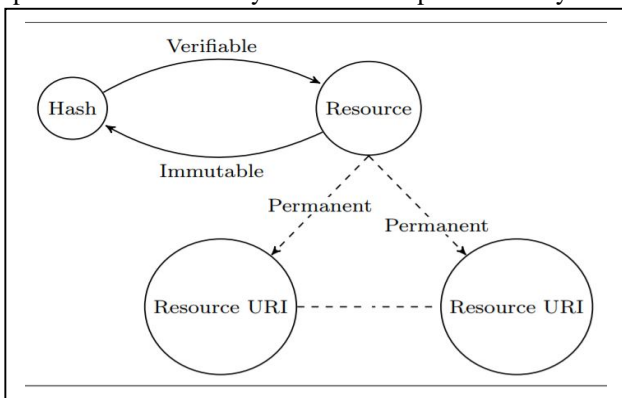 Verifiable
Hash
Resource
Immutable
Permanent
Permanent
Resource URI
Resource URI